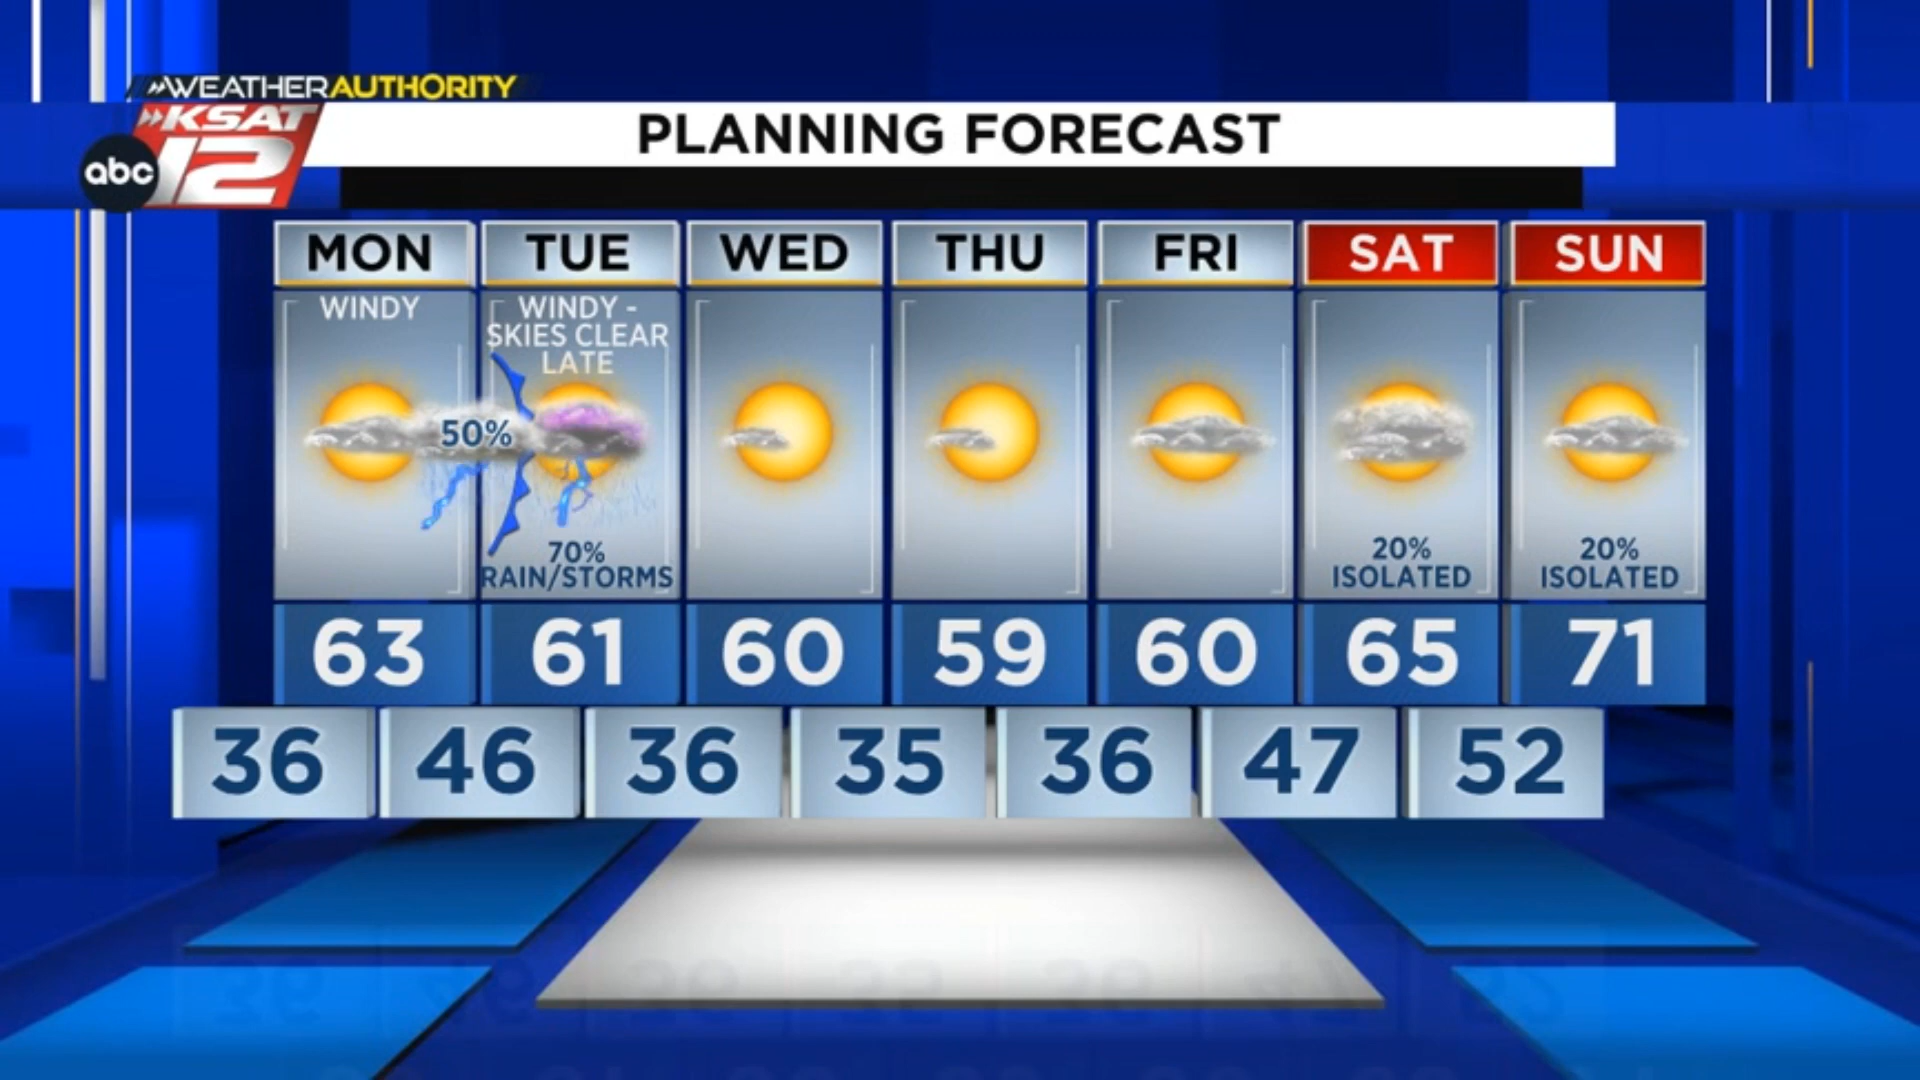 WEATHERAUTHORITY
KSAT
abc 12
PLANNING FORECAST
MON TUE WED THU FRI SAT SUN
WINDY
WINDY -
SKIES CLEAR
LATE
50%
70%
RAIN/STORMS
20%
ISOLATED
20%
ISOLATED
63 61 60 59 60 65 71
36 46 36 35 36 47 52